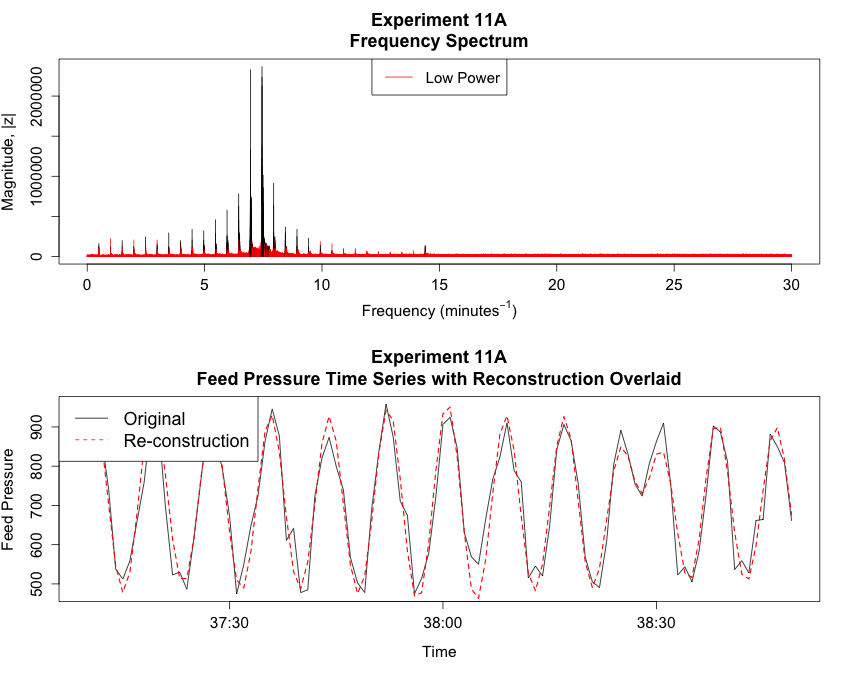 Experiment 11A
Frequency Spectrum
Low Power
Magnitude, |z|
2000000
1000000
0
0 5 10 15 20 25 30
Frequency (minutes⁻¹)
Experiment 11A
Feed Pressure Time Series with Reconstruction Overlaid
Original
Re-construction
Feed Pressure
900
800
700
600
500
37:30 38:00 38:30
Time